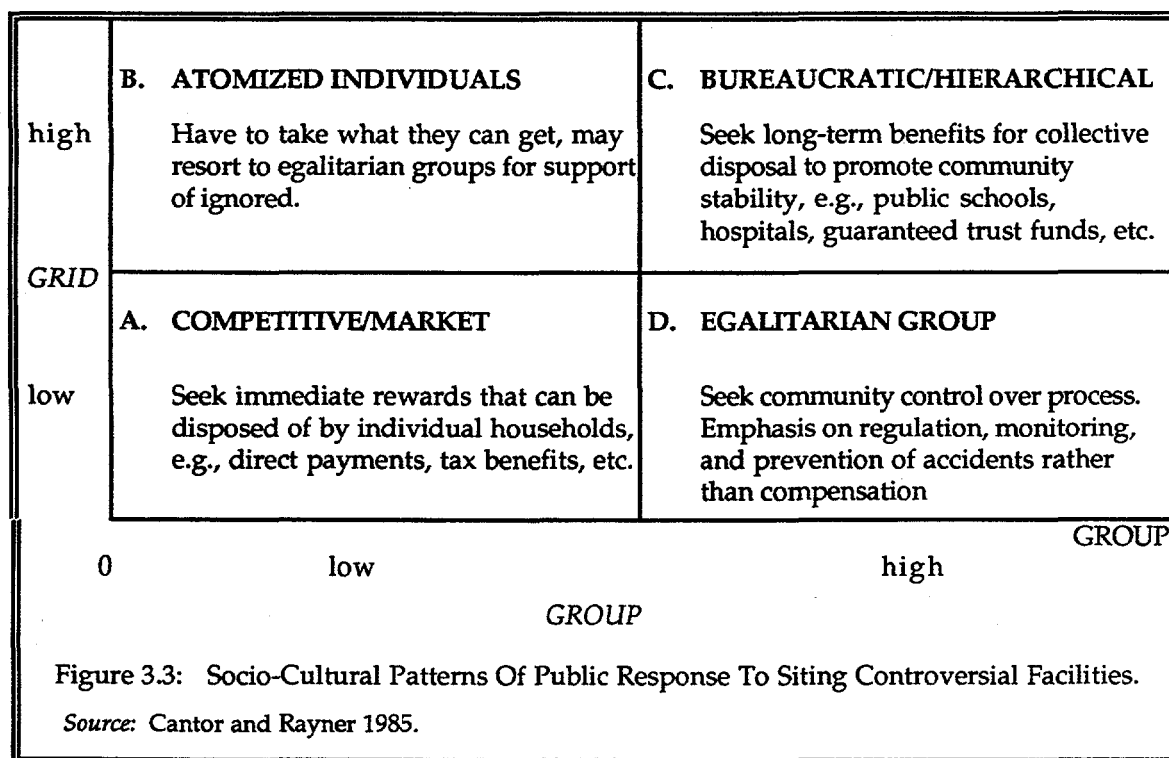 B. ATOMIZED INDIVIDUALS
high
Have to take what they can get, may
resort to egalitarian groups for support
of ignored.
C. BUREAUCRATIC/HIERARCHICAL
Seek long-term benefits for collective
disposal to promote community
stability, e.g., public schools,
hospitals, guaranteed trust funds, etc.
GRID
A. COMPETITIVE/MARKET
low
Seek immediate rewards that can be
disposed of by individual households,
e.g., direct payments, tax benefits, etc.
D. EGALITARIAN GROUP
Seek community control over process.
Emphasis on regulation, monitoring,
and prevention of accidents rather
than compensation
GROUP
0 low high
GROUP
Figure 3.3: Socio-Cultural Patterns Of Public Response To Siting Controversial Facilities.
Source: Cantor and Rayner 1985.